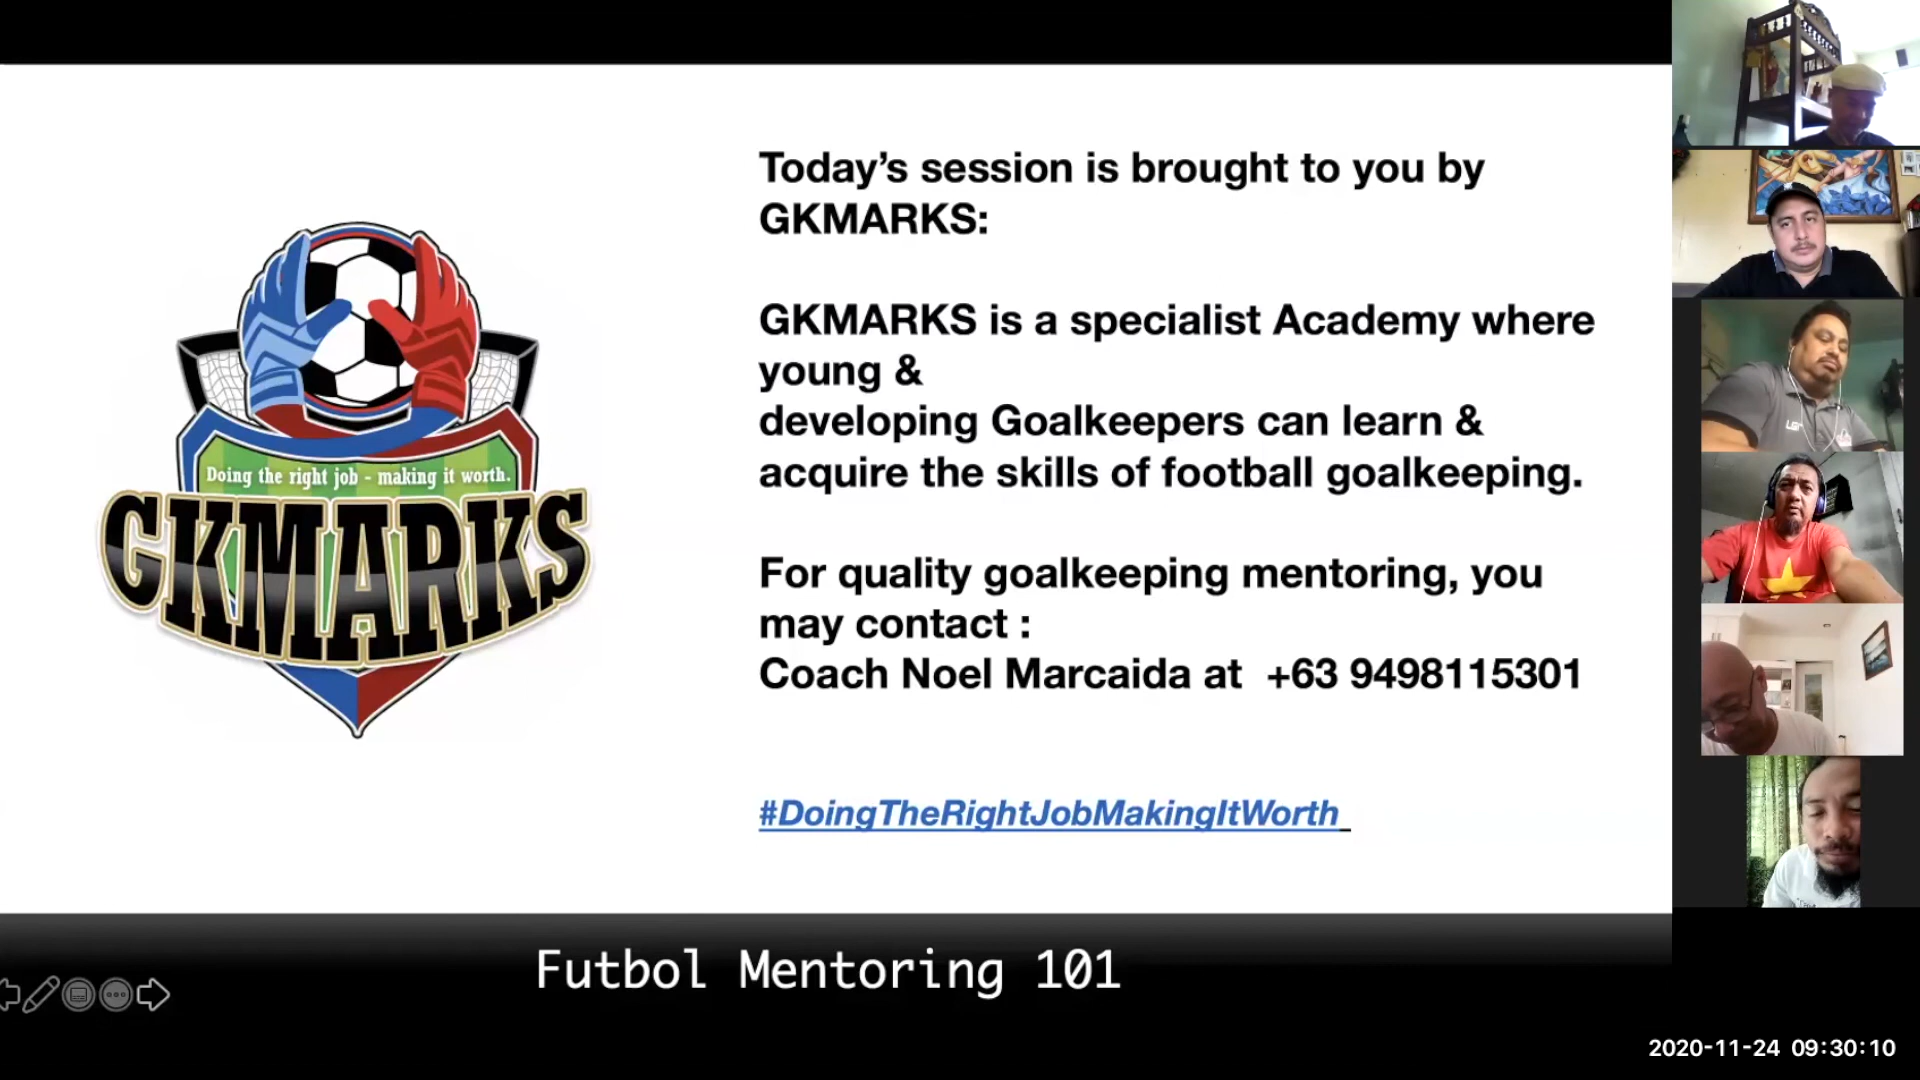 Today’s session is brought to you by
GKMARKS:
GKMARKS is a specialist Academy where
young &
developing Goalkeepers can learn &
acquire the skills of football goalkeeping.
For quality goalkeeping mentoring, you
may contact :
Coach Noel Marcaida at +63 9498115301
#DoingTheRightJobMakingItWorth
Doing the right job - making it worth.
GKMARKS
Futbol Mentoring 101
2020-11-24 09:30:10